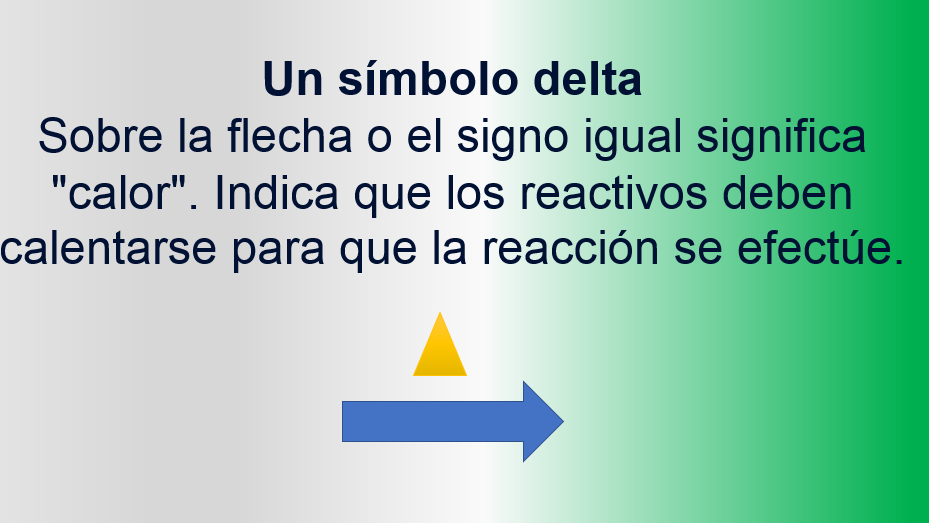 Un símbolo delta
Sobre la flecha o el signo igual significa
"calor". Indica que los reactivos deben
calentarse para que la reacción se efectúe.